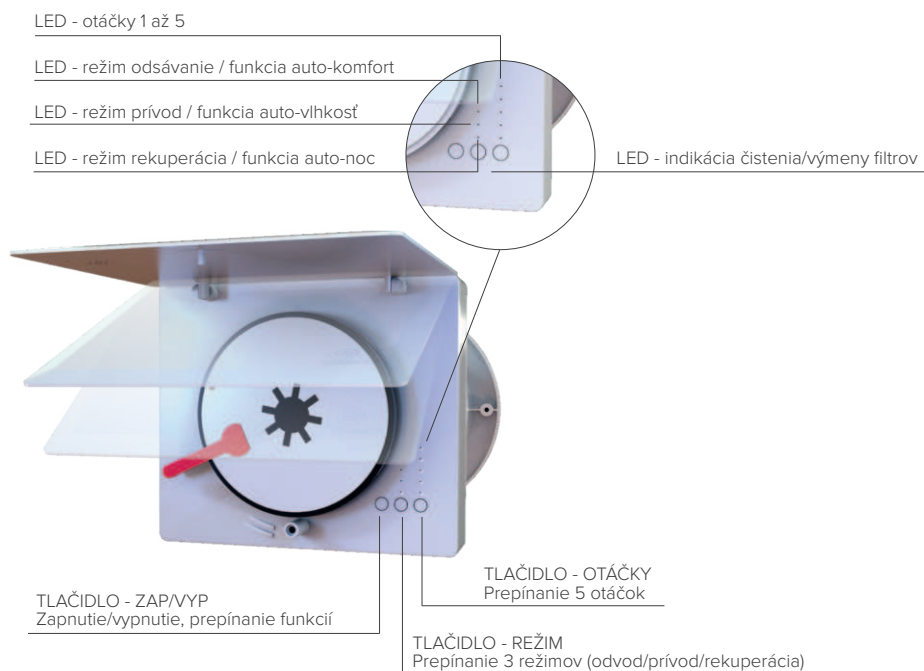 LED - otáčky 1 až 5
LED - režim odsávanie / funkcia auto-komfort
LED - režim prívod / funkcia auto-vlhkosť
LED - režim rekuperácia / funkcia auto-noc
LED - indikácia čistenia/výmeny filtrov
TLAČIDLO - OTÁČKY
Prepínanie 5 otáčok
TLAČIDLO - ZAP/VYP
Zapnutie/vypnutie, prepínanie funkcií
TLAČIDLO - REŽIM
Prepínanie 3 režimov (odvod/prívod/rekuperácia)